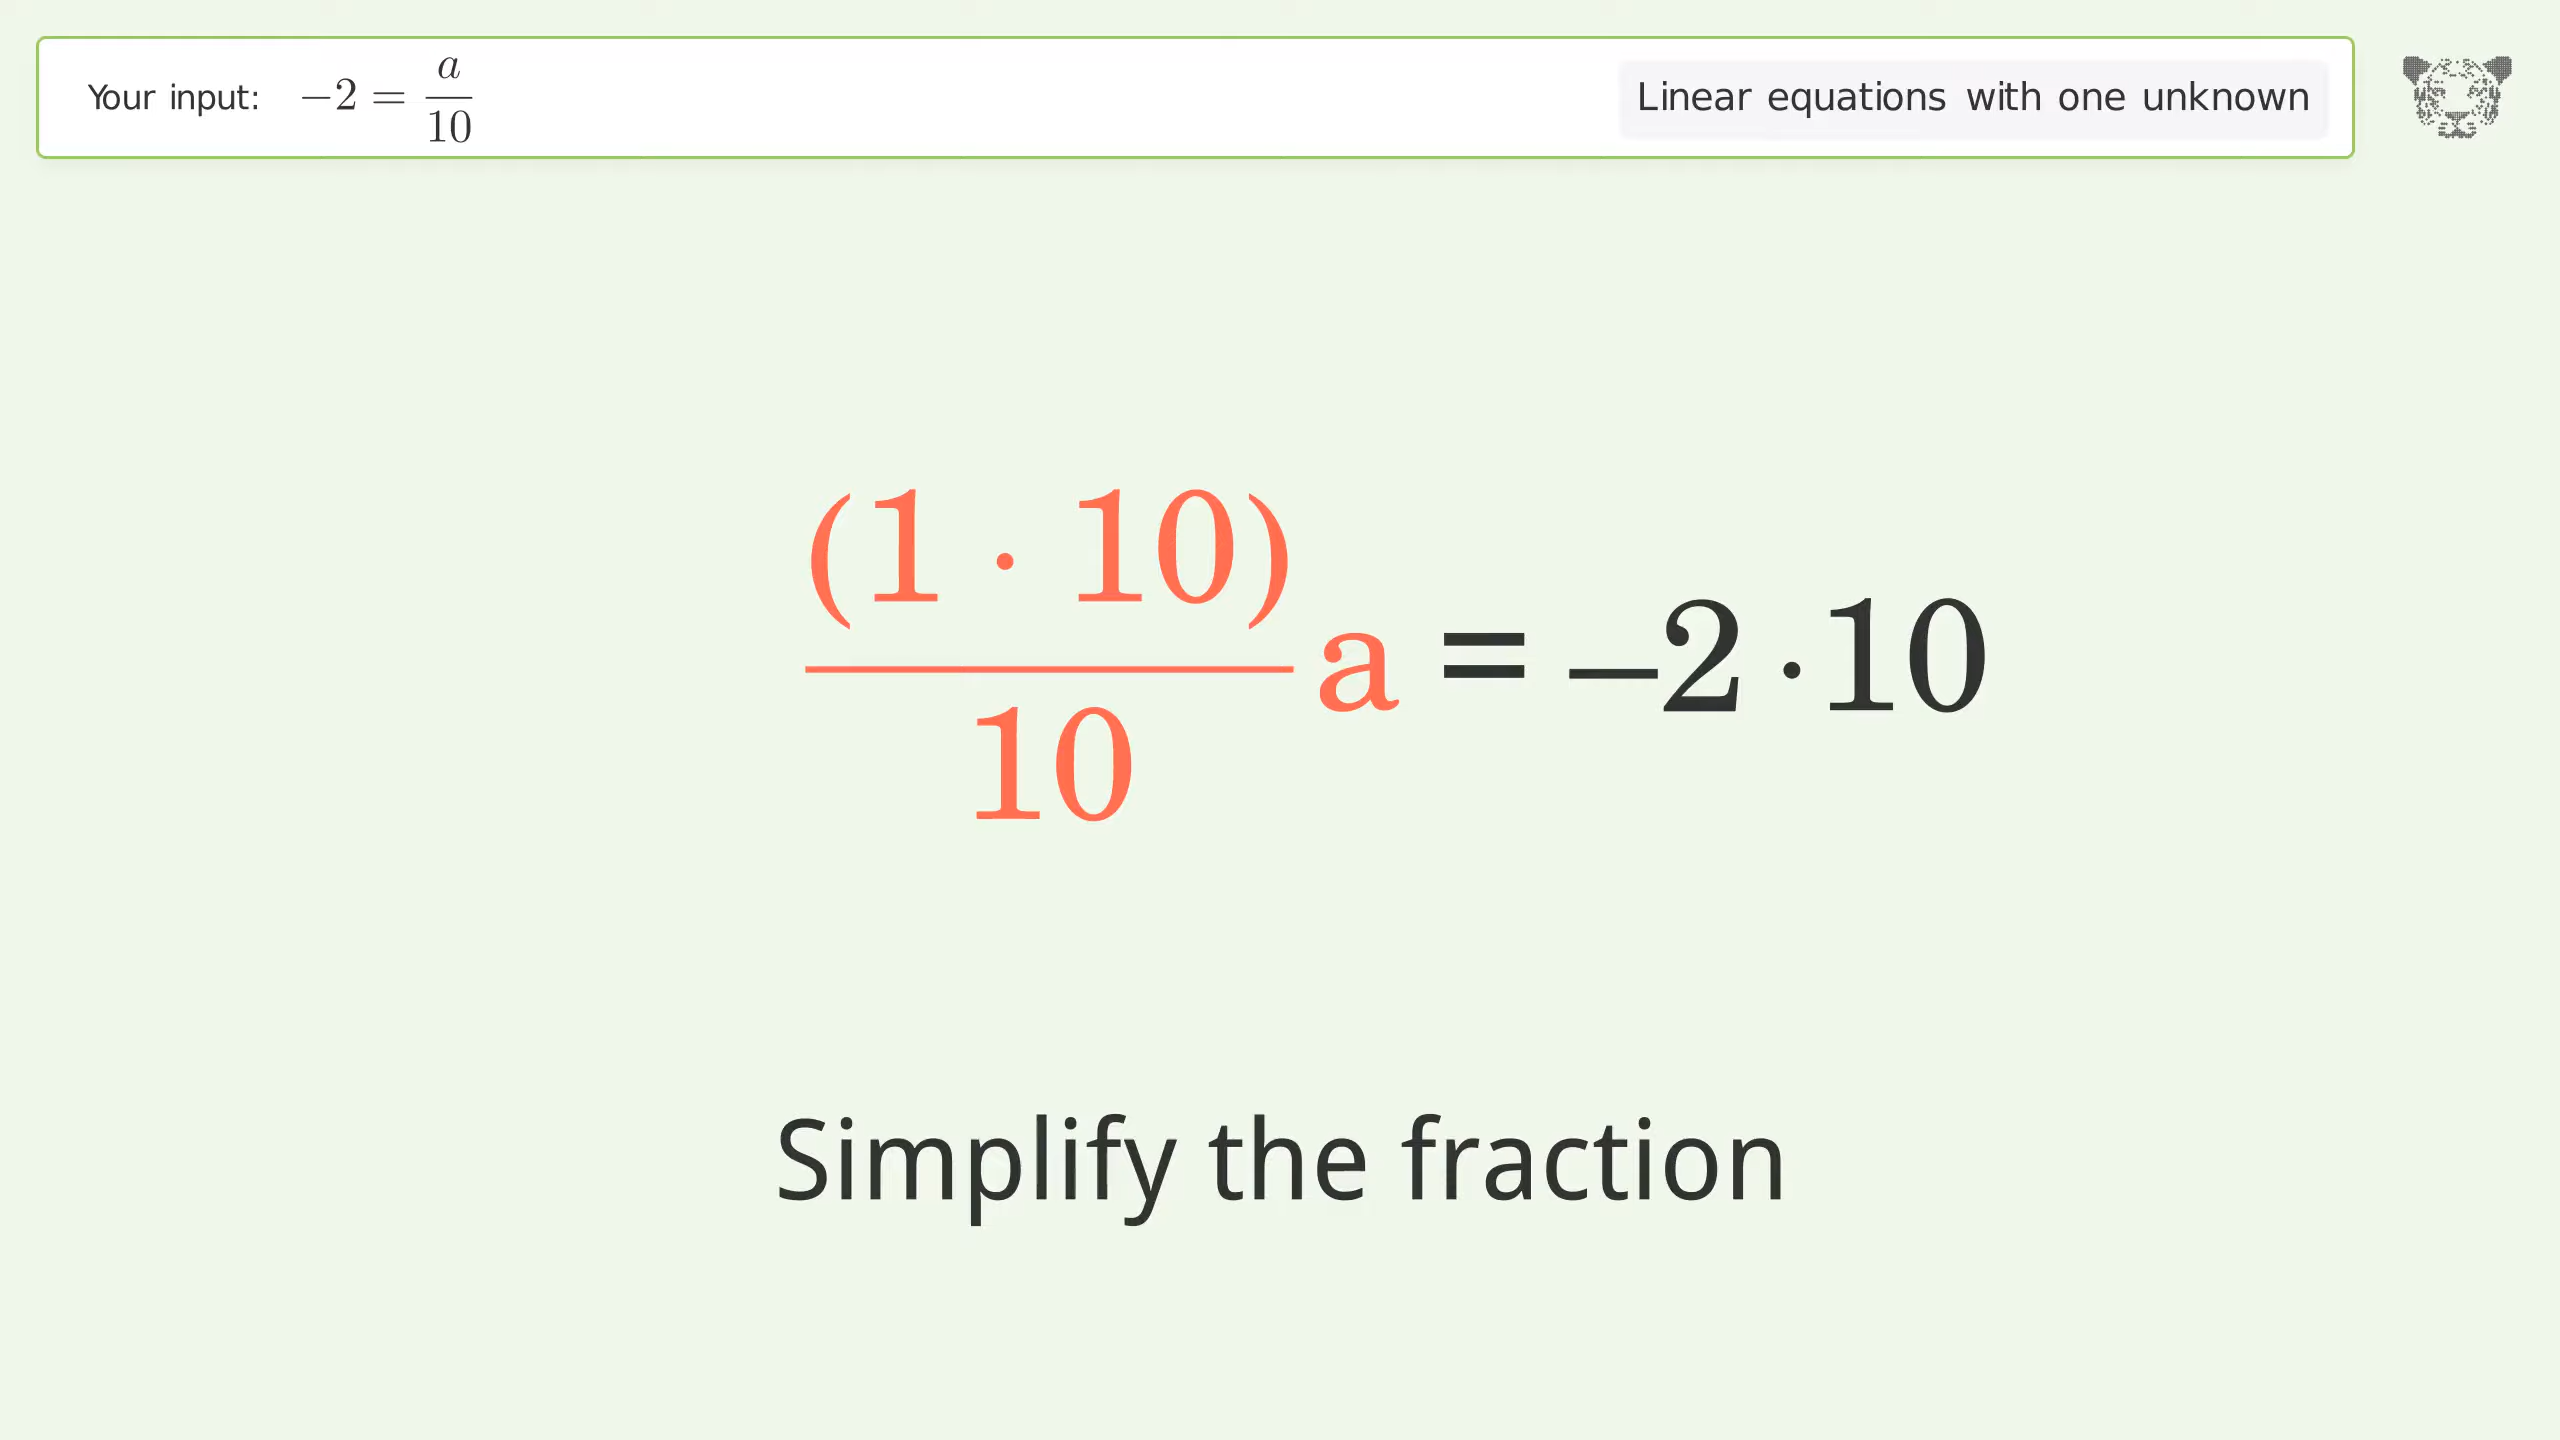 Your input: −2 = a/10
Linear equations with one unknown
(1 · 10)/10 a = −2 · 10
Simplify the fraction